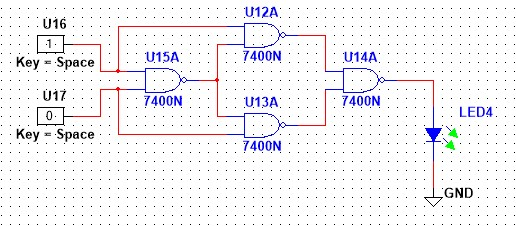 U16
1
Key = Space
U17
0
Key = Space
U15A
7400N
U12A
7400N
U13A
7400N
U14A
7400N
LED4
GND